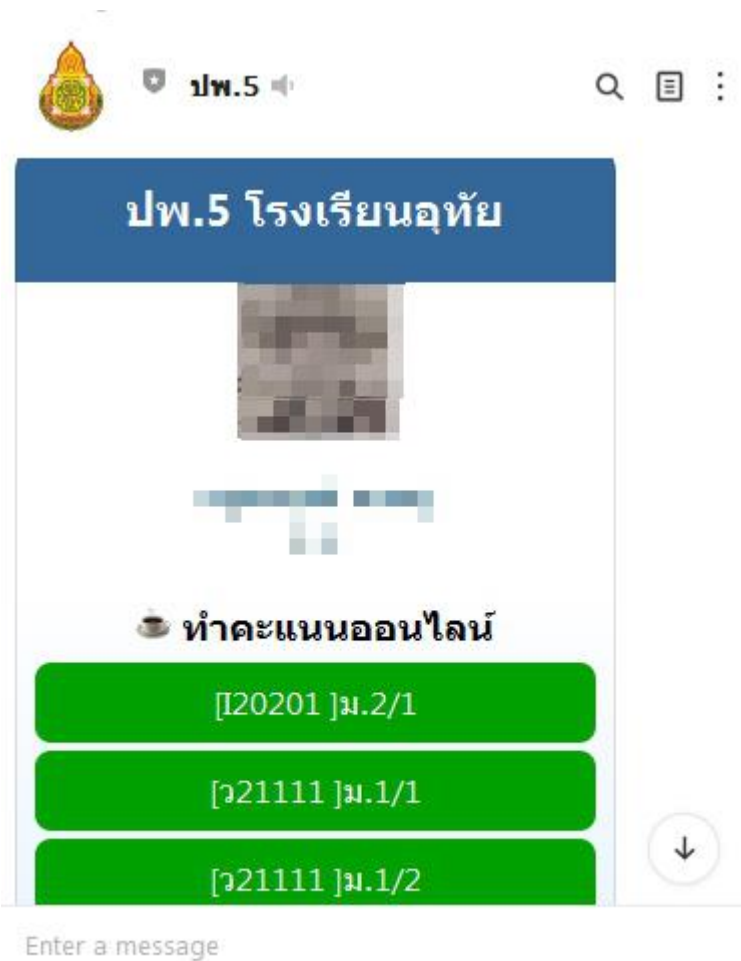 ปพ.5
ปพ.5 โรงเรียนอุทัย
ทำคะแนนออนไลน์
[I20201 ]ม.2/1
[ว21111 ]ม.1/1
[ว21111 ]ม.1/2
Enter a message